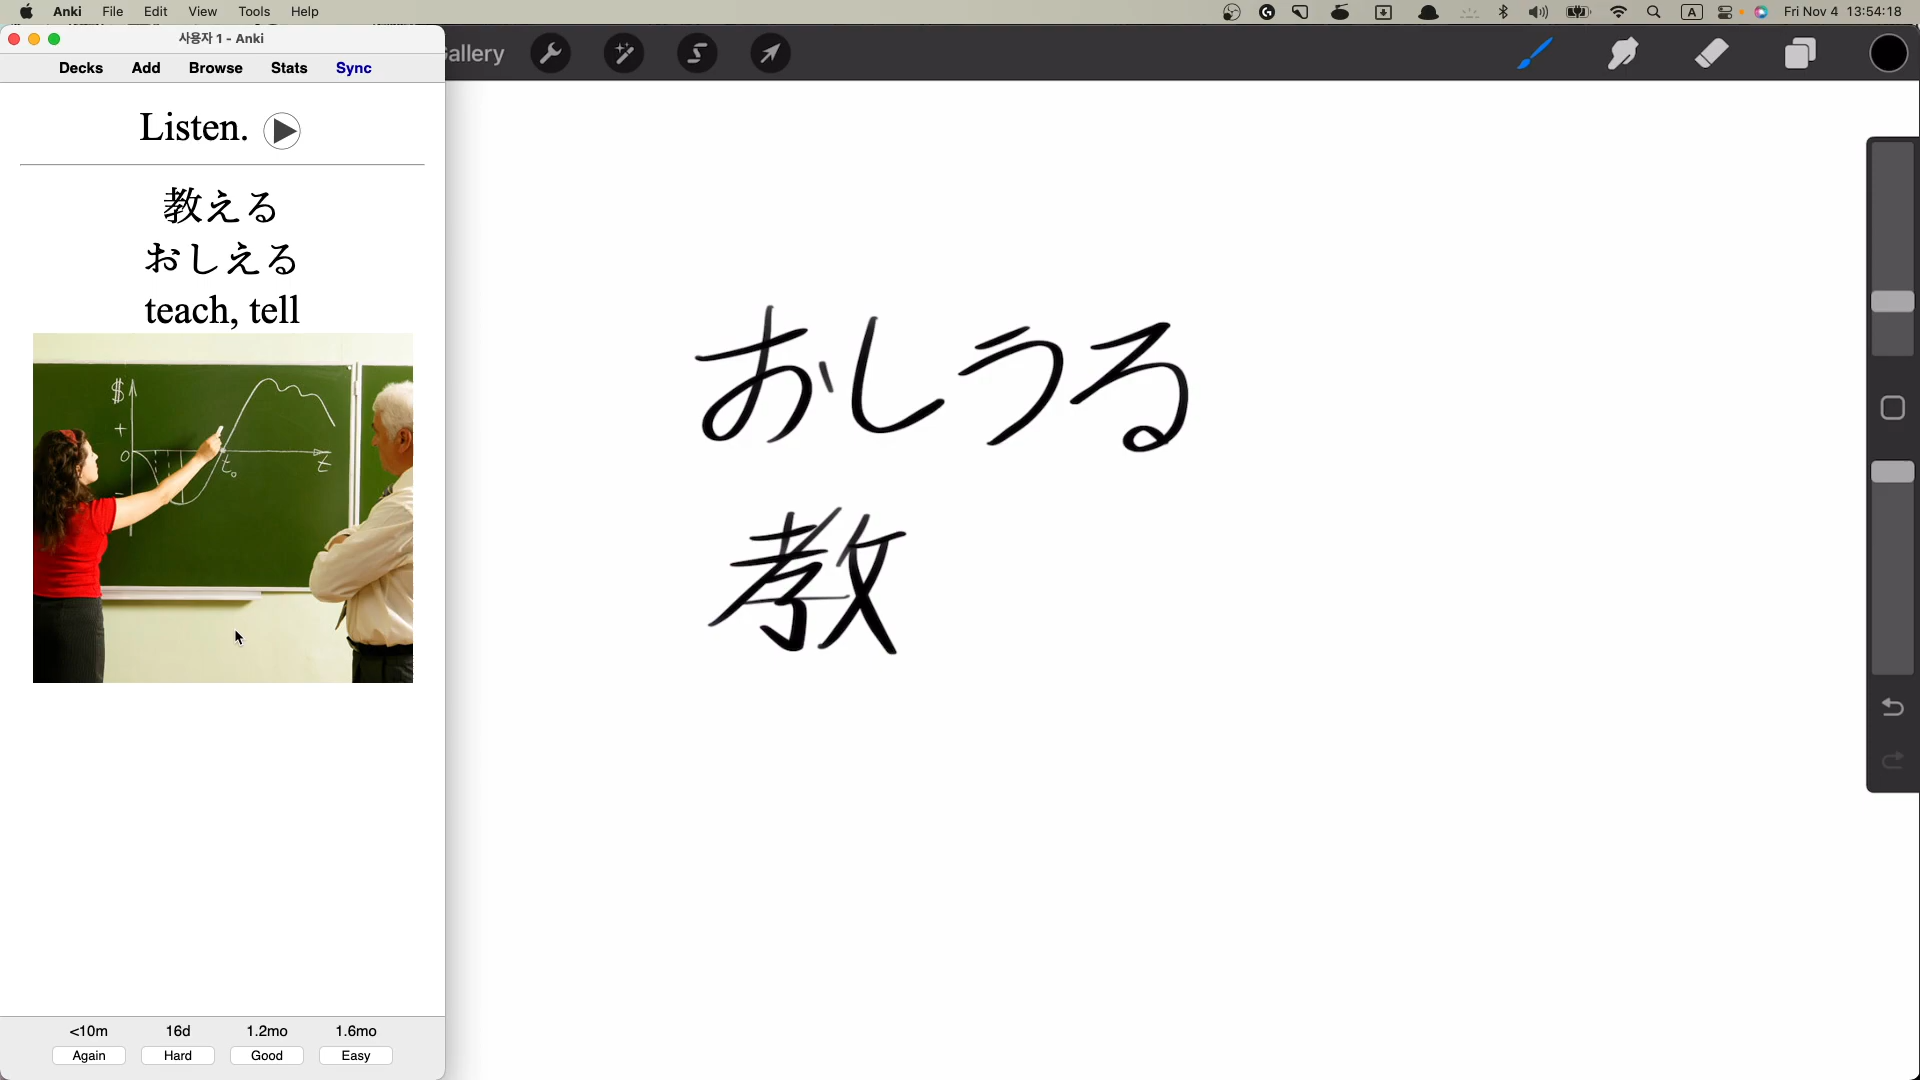 Anki File Edit View Tools Help A Fri Nov 4 13:54:18
사용자 1 - Anki
Decks Add Browse Stats Sync
allery
Listen.
教える
おしえる
teach, tell
$
+
0
t₀
t
おしうる
教
<10m 16d 1.2mo 1.6mo
Again Hard Good Easy